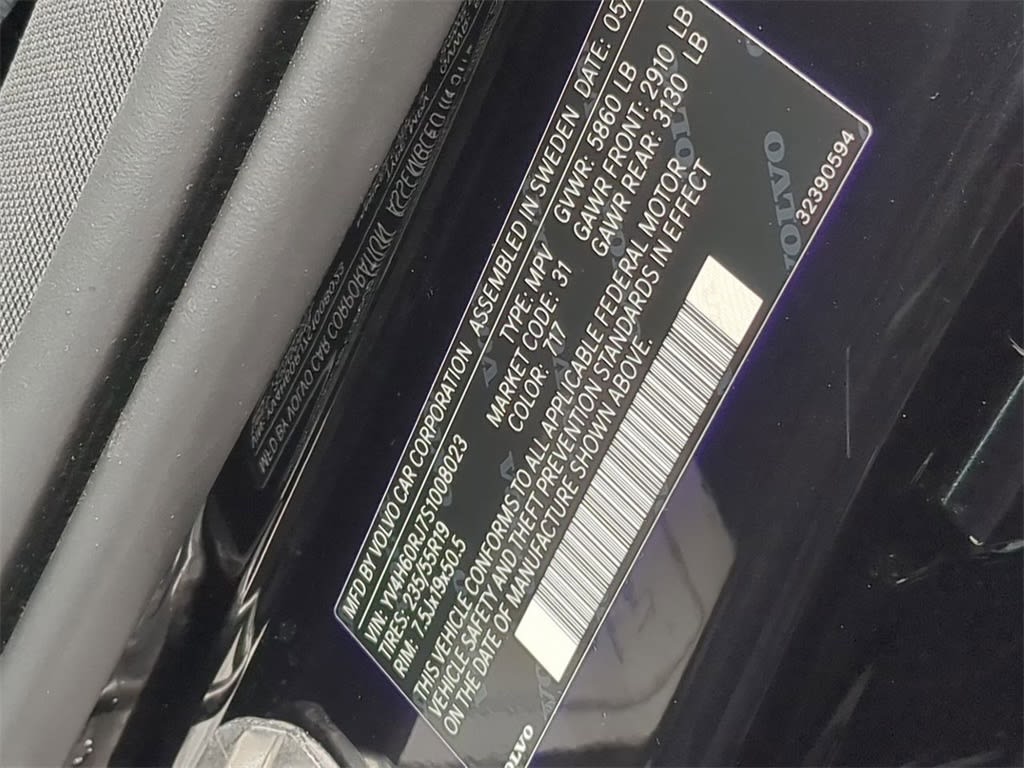 MFD BY VOLVO CAR CORPORATION ASSEMBLED IN SWEDEN DATE: 05/
VIN: YV4H60RJ7S1008023 TYPE: MPV GVWR: 5860 LB
TIRES: 235/55R19 MARKET CODE: 31 GAWR FRONT: 2910 LB
RIM: 7.5Jx19x50.5 COLOR: 717 GAWR REAR: 3130 LB
THIS VEHICLE CONFORMS TO ALL APPLICABLE FEDERAL MOTOR
VEHICLE SAFETY AND THEFT PREVENTION STANDARDS IN EFFECT
ON THE DATE OF MANUFACTURE SHOWN ABOVE.
VOLVO
32390594
VOLVO